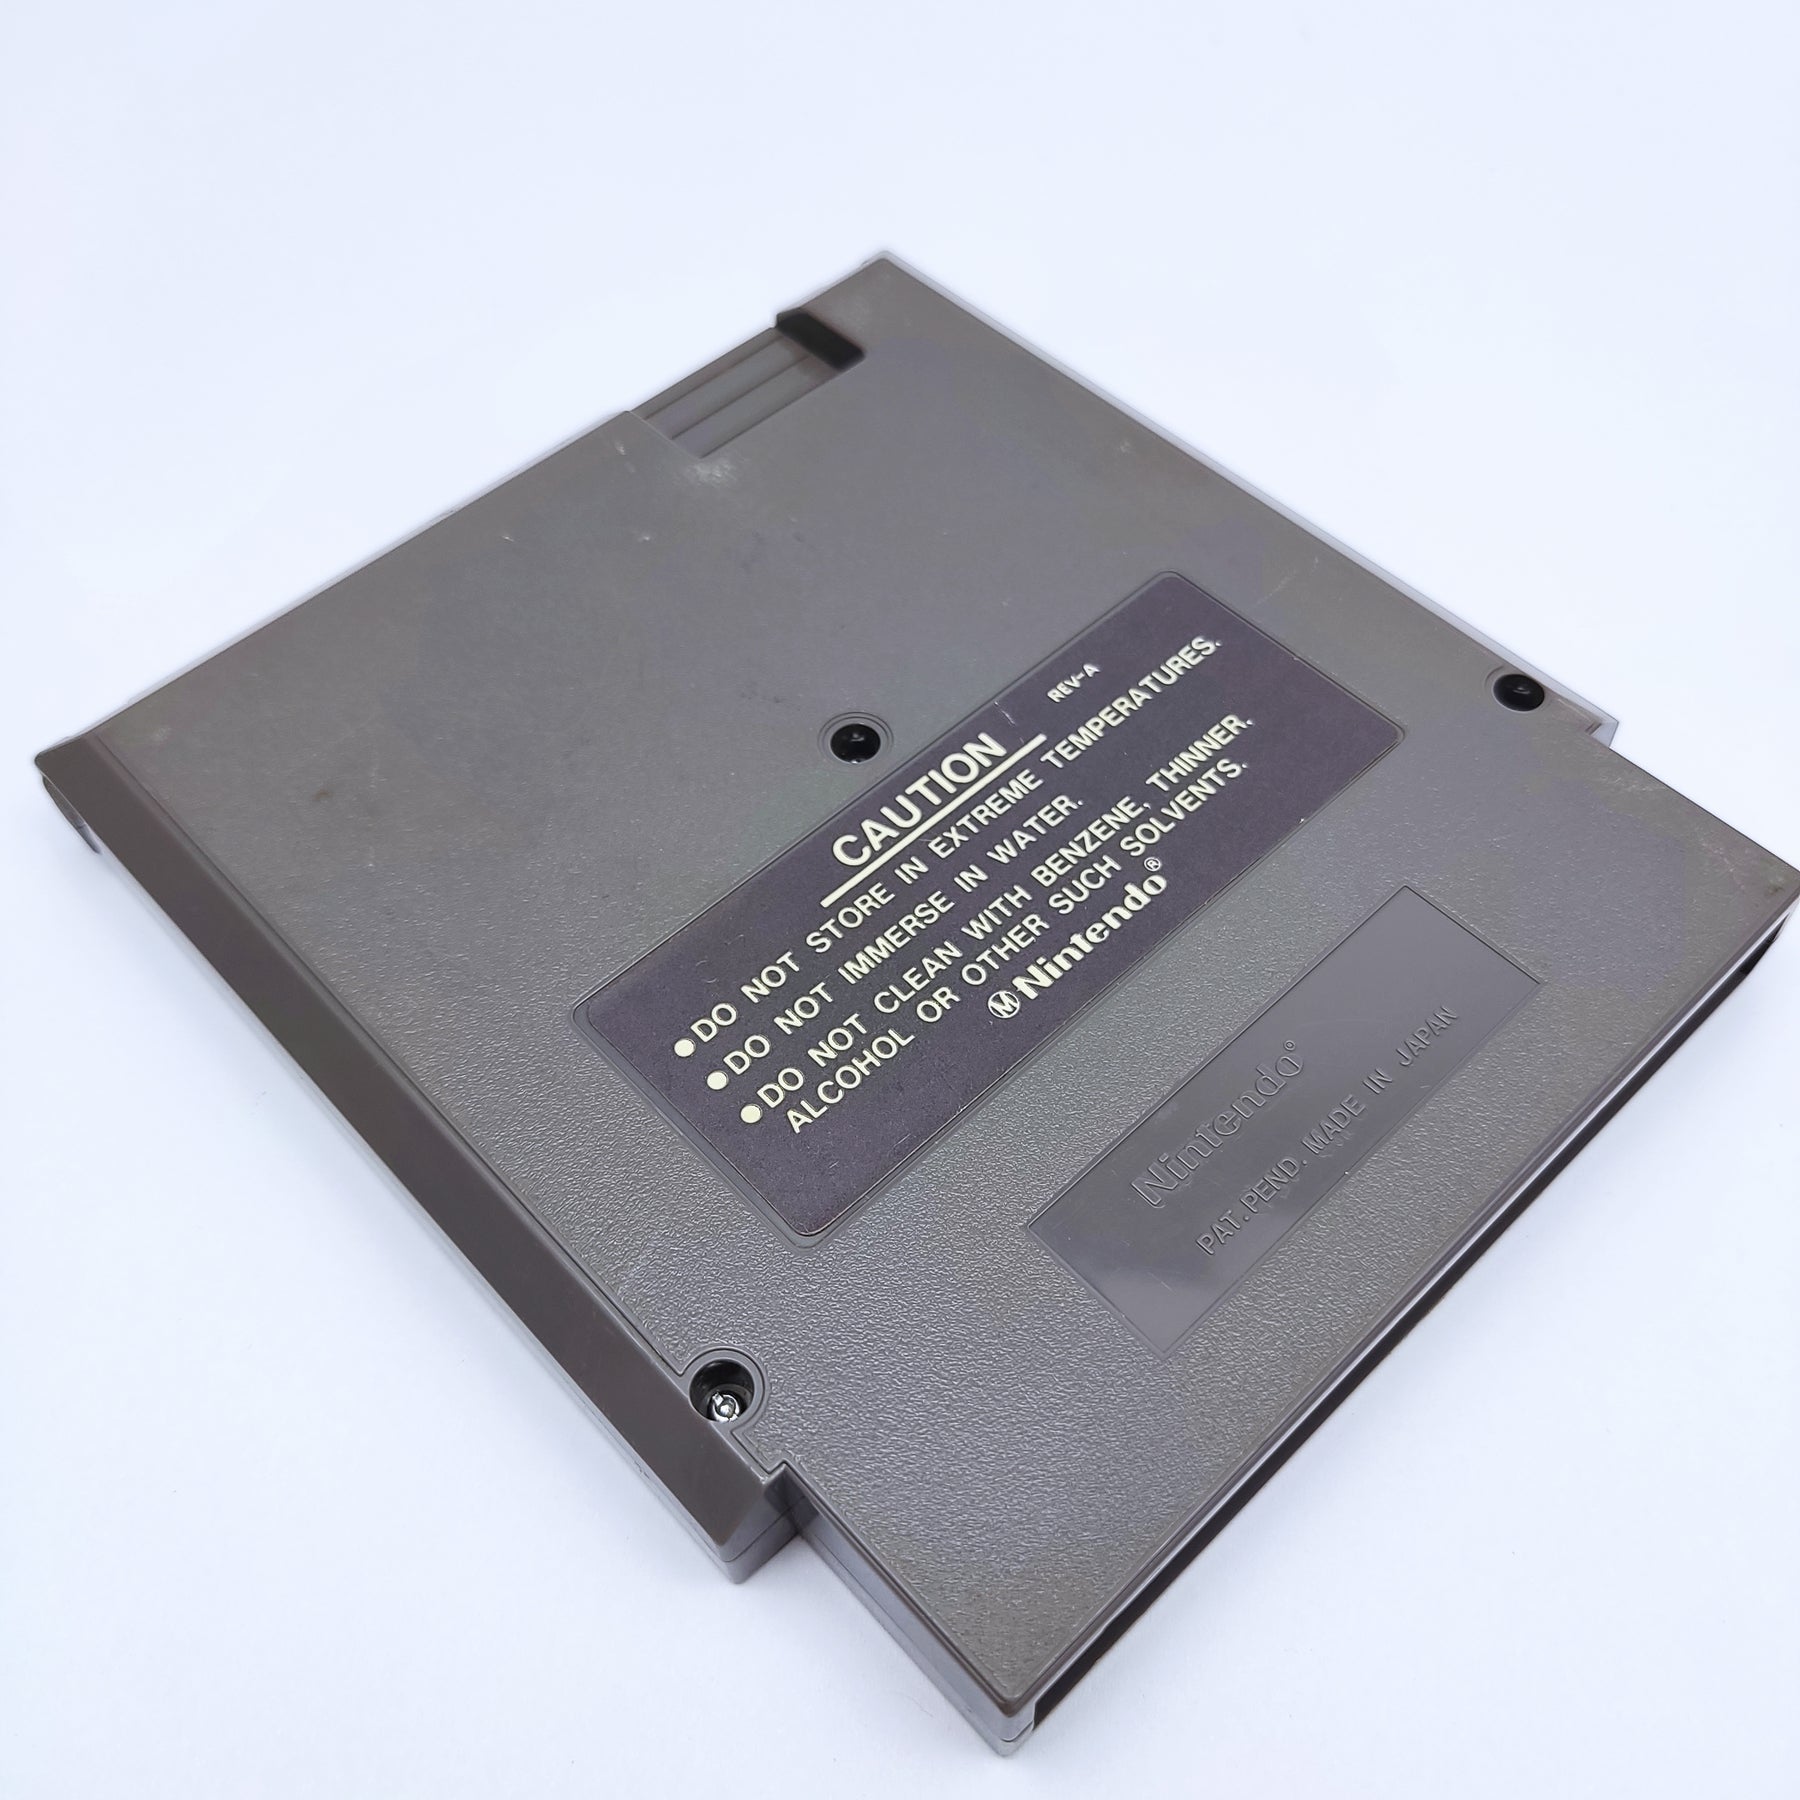 REV-A
CAUTION
●DO NOT STORE IN EXTREME TEMPERATURES.
●DO NOT IMMERSE IN WATER.
●DO NOT CLEAN WITH BENZENE, THINNER.
ALCOHOL OR OTHER SUCH SOLVENTS.
Ⓜ Nintendo®
Nintendo®
PAT.PEND. MADE IN JAPAN